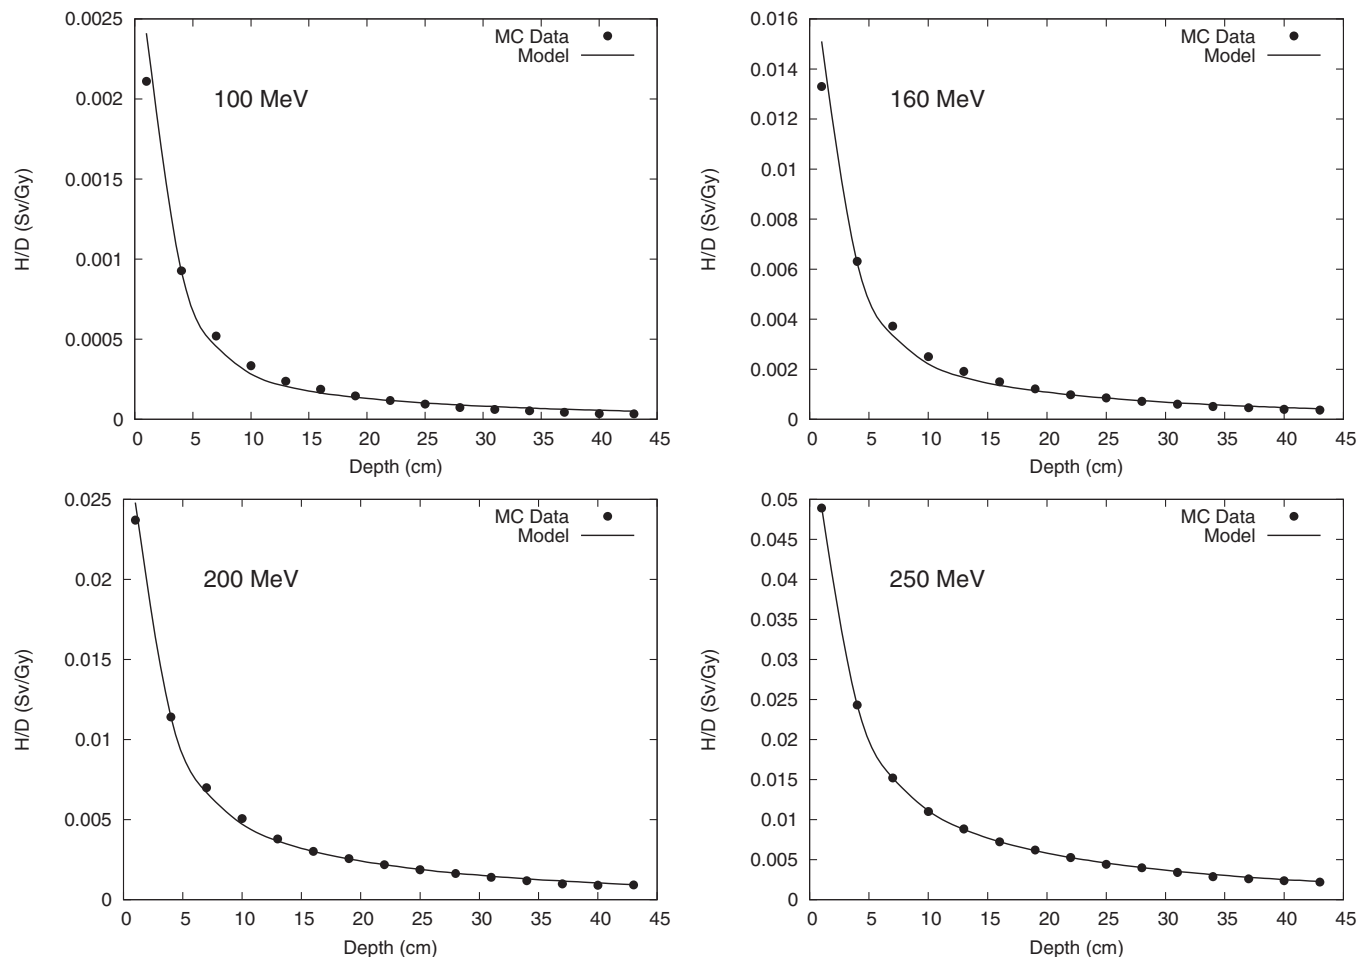 0.0025
0.002
0.0015
0.001
0.0005
0
H/D (Sv/Gy)
MC Data
Model
100 MeV
0 5 10 15 20 25 30 35 40 45
Depth (cm)
0.016
0.014
0.012
0.01
0.008
0.006
0.004
0.002
0
H/D (Sv/Gy)
MC Data
Model
160 MeV
0 5 10 15 20 25 30 35 40 45
Depth (cm)
0.025
0.02
0.015
0.01
0.005
0
H/D (Sv/Gy)
MC Data
Model
200 MeV
0 5 10 15 20 25 30 35 40 45
Depth (cm)
0.05
0.045
0.04
0.035
0.03
0.025
0.02
0.015
0.01
0.005
0
H/D (Sv/Gy)
MC Data
Model
250 MeV
0 5 10 15 20 25 30 35 40 45
Depth (cm)